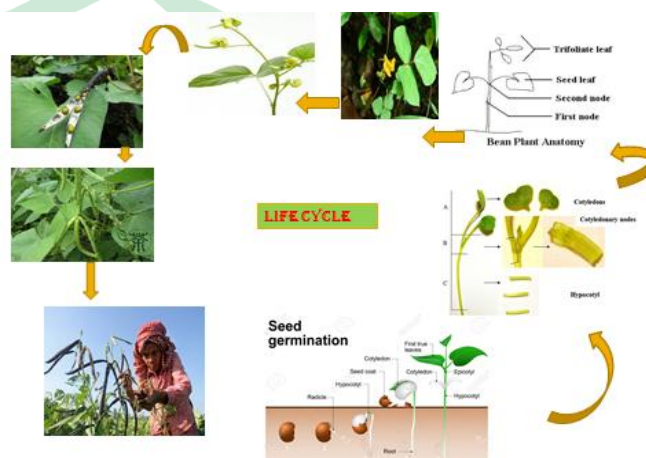 Trifoliate leaf
Seed leaf
Second node
First node
Bean Plant Anatomy
LIFE CYCLE
A
Cotyledons
Cotyledonary nodes
B
C
Hypocotyl
Seed
germination
First true
leaves
Cotyledon
Cotyledon
Epicotyl
Seed coat
Hypocotyl
Hypocotyl
Radicle
Root